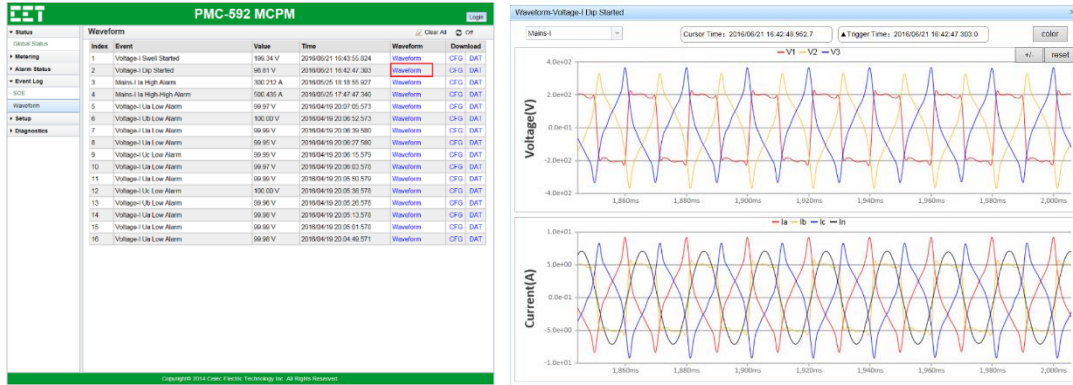 CET
PMC-592 MCPM
Login
Status
Global Status
Metering
Alarm Status
Event Log
SOE
Waveform
Setup
Diagnostics
Waveform
Clear All Off
Index Event Value Time Waveform Download
1 Voltage-I Swell Started 199.34 V 2016/06/21 16:43:55.824 Waveform CFG DAT
2 Voltage-I Dip Started 96.81 V 2016/06/21 16:42:47.303 Waveform CFG DAT
3 Mains-I Ia High Alarm 300.212 A 2016/05/25 18:18:55.927 Waveform CFG DAT
4 Mains-I Ia High-High Alarm 500.435 A 2016/05/25 17:47:47.340 Waveform CFG DAT
5 Voltage-I Ua Low Alarm 99.97 V 2016/04/19 20:07:05.573 Waveform CFG DAT
6 Voltage-I Ub Low Alarm 100.00 V 2016/04/19 20:06:52.573 Waveform CFG DAT
7 Voltage-I Ua Low Alarm 99.99 V 2016/04/19 20:06:39.580 Waveform CFG DAT
8 Voltage-I Ua Low Alarm 99.95 V 2016/04/19 20:06:27.580 Waveform CFG DAT
9 Voltage-I Uc Low Alarm 99.99 V 2016/04/19 20:06:15.579 Waveform CFG DAT
10 Voltage-I Ua Low Alarm 99.97 V 2016/04/19 20:06:03.578 Waveform CFG DAT
11 Voltage-I Ua Low Alarm 99.99 V 2016/04/19 20:05:50.579 Waveform CFG DAT
12 Voltage-I Uc Low Alarm 100.00 V 2016/04/19 20:05:38.578 Waveform CFG DAT
13 Voltage-I Ub Low Alarm 99.96 V 2016/04/19 20:05:26.578 Waveform CFG DAT
14 Voltage-I Ua Low Alarm 99.98 V 2016/04/19 20:05:13.578 Waveform CFG DAT
15 Voltage-I Ua Low Alarm 99.99 V 2016/04/19 20:05:01.578 Waveform CFG DAT
16 Voltage-I Ua Low Alarm 99.98 V 2016/04/19 20:04:49.571 Waveform CFG DAT
Copyright© 2014 Ceiec Electric Technology Inc. All Rights Reserved
Waveform-Voltage-I Dip Started
Mains-I
Cursor Time: 2016/06/21 16:42:48.952.7
▲Trigger Time: 2016/06/21 16:42:47.303.0
color
V1 V2 V3
+/- reset
Voltage(V)
4.0e+02
2.0e+02
0.0e-01
-2.0e+02
-4.0e+02
1,860ms 1,880ms 1,900ms 1,920ms 1,940ms 1,960ms 1,980ms 2,000ms
Ia Ib Ic In
Current(A)
1.0e+01
5.0e+00
0.0e-01
-5.0e+00
-1.0e+01
1,860ms 1,880ms 1,900ms 1,920ms 1,940ms 1,960ms 1,980ms 2,000ms